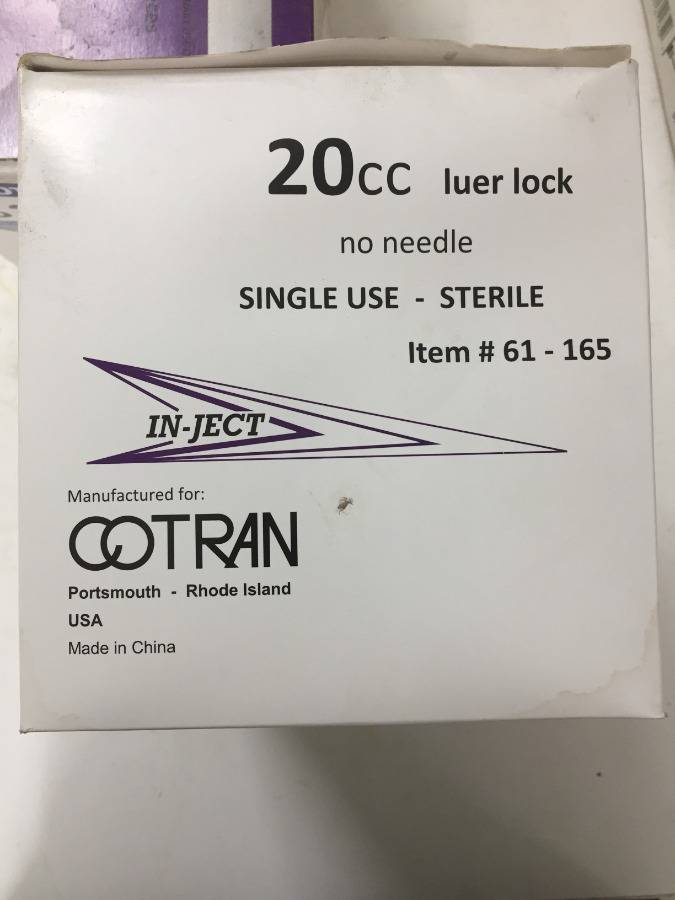 20cc luer lock
no needle
SINGLE USE - STERILE
Item # 61 - 165
IN-JECT
Manufactured for:
COTRAN
Portsmouth - Rhode Island
USA
Made in China